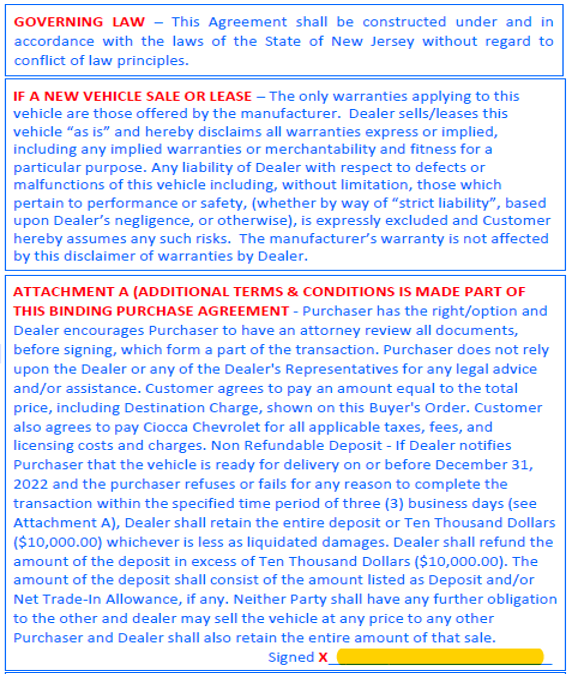 GOVERNING LAW – This Agreement shall be constructed under and in
accordance with the laws of the State of New Jersey without regard to
conflict of law principles.
IF A NEW VEHICLE SALE OR LEASE – The only warranties applying to this
vehicle are those offered by the manufacturer. Dealer sells/leases this
vehicle “as is” and hereby disclaims all warranties express or implied,
including any implied warranties or merchantability and fitness for a
particular purpose. Any liability of Dealer with respect to defects or
malfunctions of this vehicle including, without limitation, those which
pertain to performance or safety, (whether by way of “strict liability”, based
upon Dealer’s negligence, or otherwise), is expressly excluded and Customer
hereby assumes any such risks. The manufacturer’s warranty is not affected
by this disclaimer of warranties by Dealer.
ATTACHMENT A (ADDITIONAL TERMS & CONDITIONS IS MADE PART OF
THIS BINDING PURCHASE AGREEMENT - Purchaser has the right/option and
Dealer encourages Purchaser to have an attorney review all documents,
before signing, which form a part of the transaction. Purchaser does not rely
upon the Dealer or any of the Dealer's Representatives for any legal advice
and/or assistance. Customer agrees to pay an amount equal to the total
price, including Destination Charge, shown on this Buyer's Order. Customer
also agrees to pay Ciocca Chevrolet for all applicable taxes, fees, and
licensing costs and charges. Non Refundable Deposit - If Dealer notifies
Purchaser that the vehicle is ready for delivery on or before December 31,
2022 and the purchaser refuses or fails for any reason to complete the
transaction within the specified time period of three (3) business days (see
Attachment A), Dealer shall retain the entire deposit or Ten Thousand Dollars
($10,000.00) whichever is less as liquidated damages. Dealer shall refund the
amount of the deposit in excess of Ten Thousand Dollars ($10,000.00). The
amount of the deposit shall consist of the amount listed as Deposit and/or
Net Trade-In Allowance, if any. Neither Party shall have any further obligation
to the other and dealer may sell the vehicle at any price to any other
Purchaser and Dealer shall also retain the entire amount of that sale.
Signed X